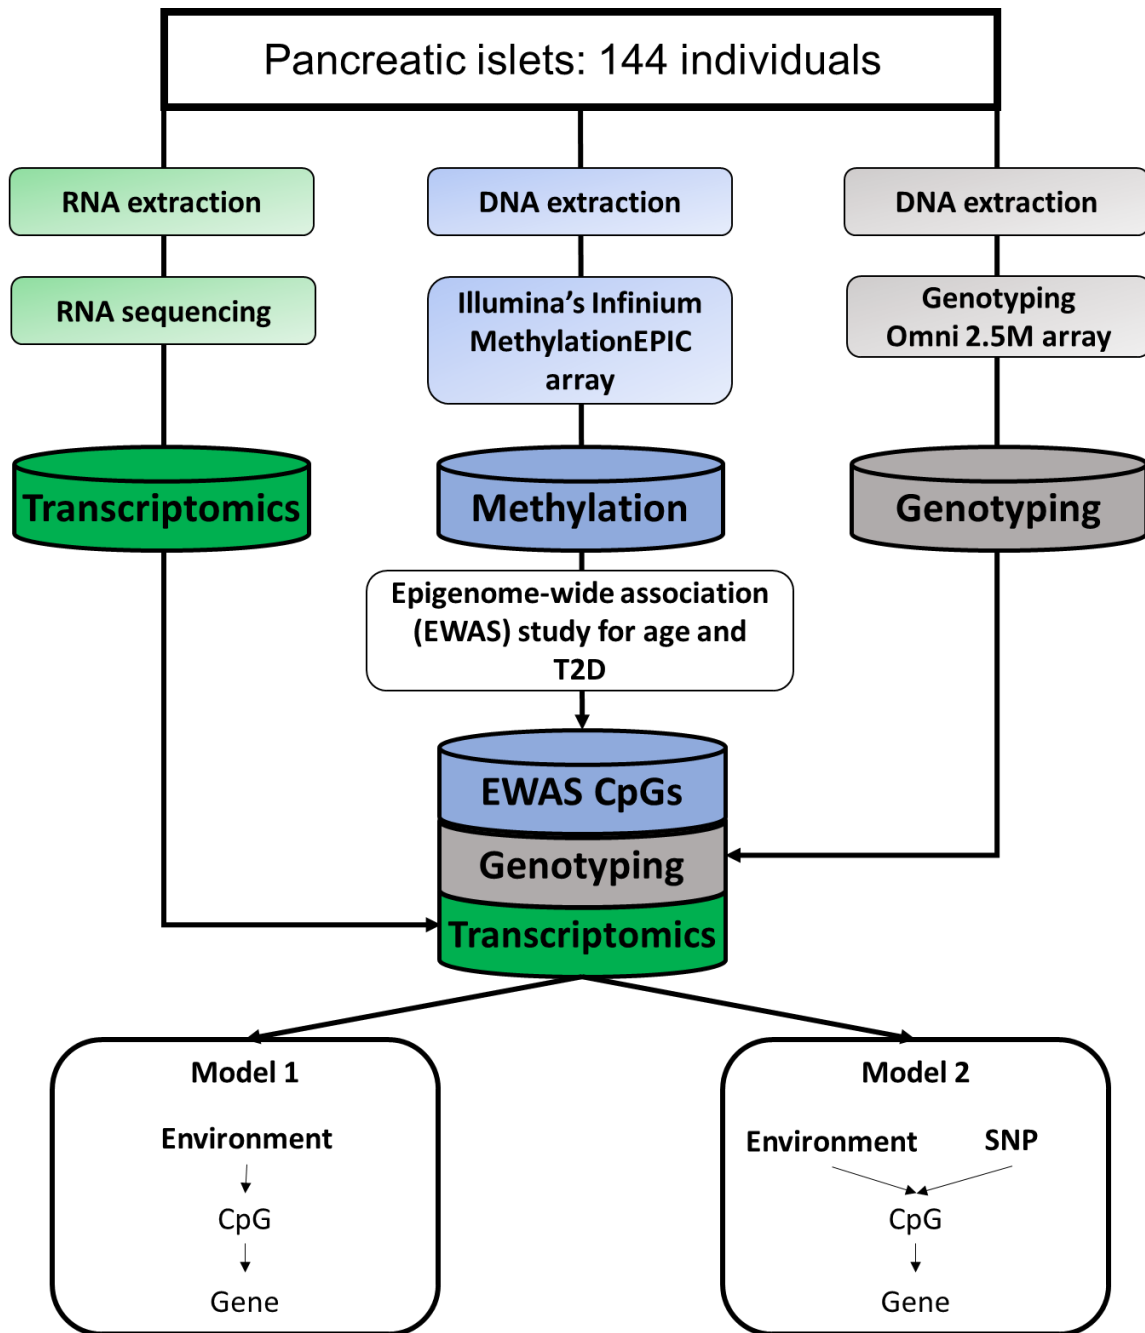 Pancreatic islets: 144 individuals
RNA extraction
DNA extraction
DNA extraction
RNA sequencing
Illumina's Infinium
MethylationEPIC
array
Genotyping
Omni 2.5M array
Transcriptomics
Methylation
Genotyping
Epigenome-wide association
(EWAS) study for age and
T2D
EWAS CpGs
Genotyping
Transcriptomics
Model 1
Environment
CpG
Gene
Model 2
Environment
SNP
CpG
Gene